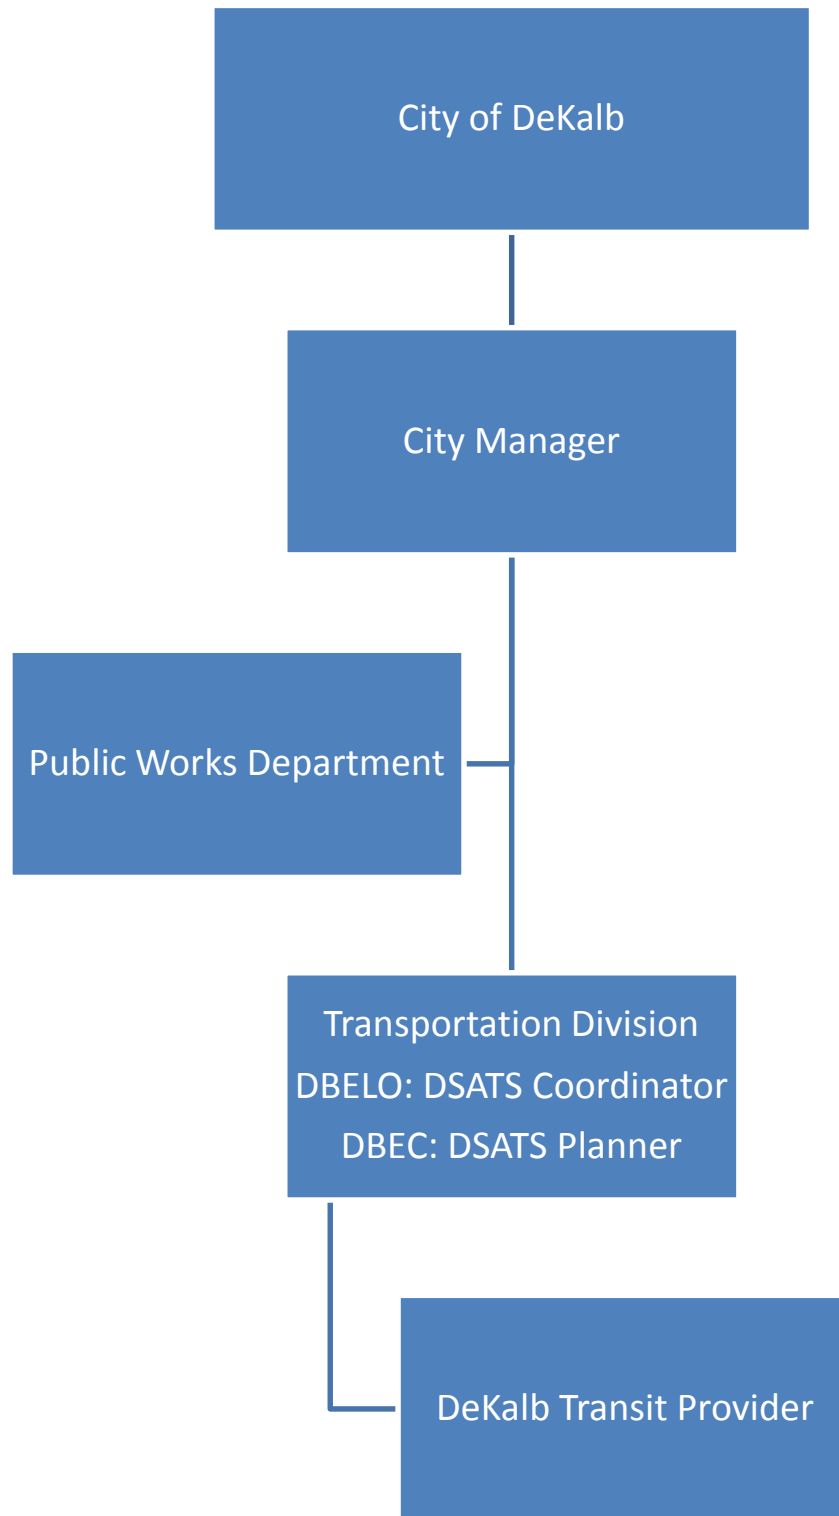 City of DeKalb
City Manager
Public Works Department
Transportation Division
DBELO: DSATS Coordinator
DBEC: DSATS Planner
DeKalb Transit Provider